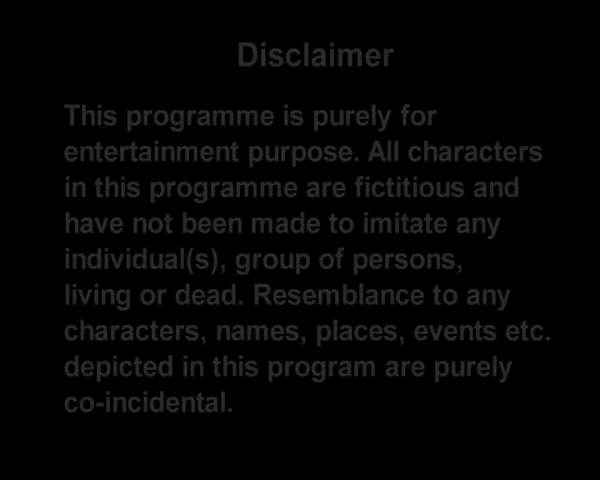 Disclaimer
This programme is purely for
entertainment purpose. All characters
in this programme are fictitious and
have not been made to imitate any
individual(s), group of persons,
living or dead. Resemblance to any
characters, names, places, events etc.
depicted in this program are purely
co-incidental.